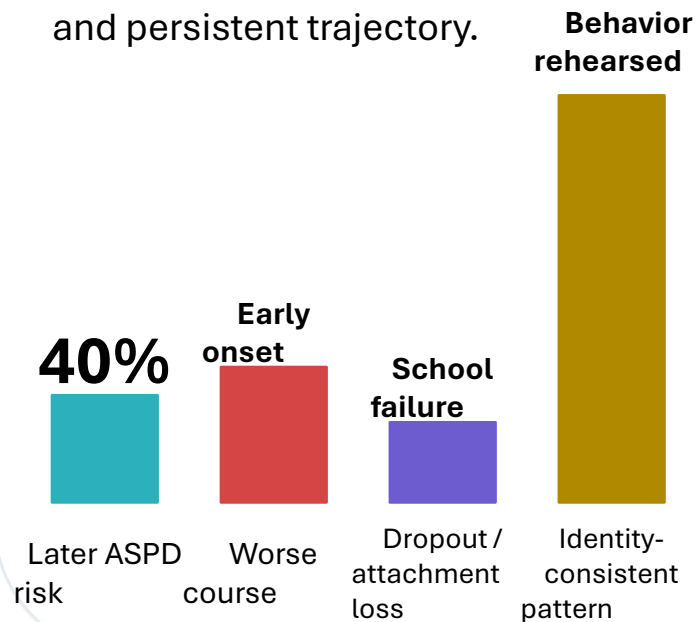 and persistent trajectory.
Behavior
rehearsed
Early
onset
40%
School
failure
Later ASPD
risk
Worse
course
Dropout /
attachment
loss
Identity-
consistent
pattern